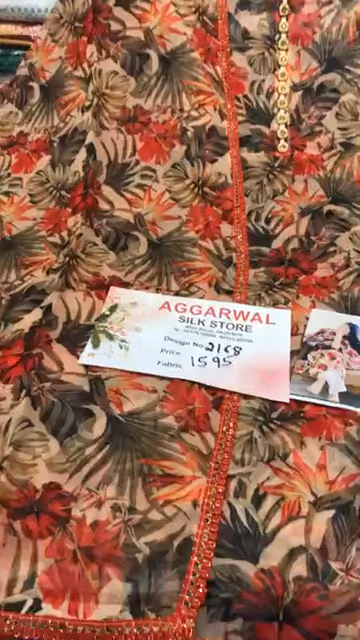 AGGARWAL
SILK STORE
Design No. 2168
Price
Fabric 1595